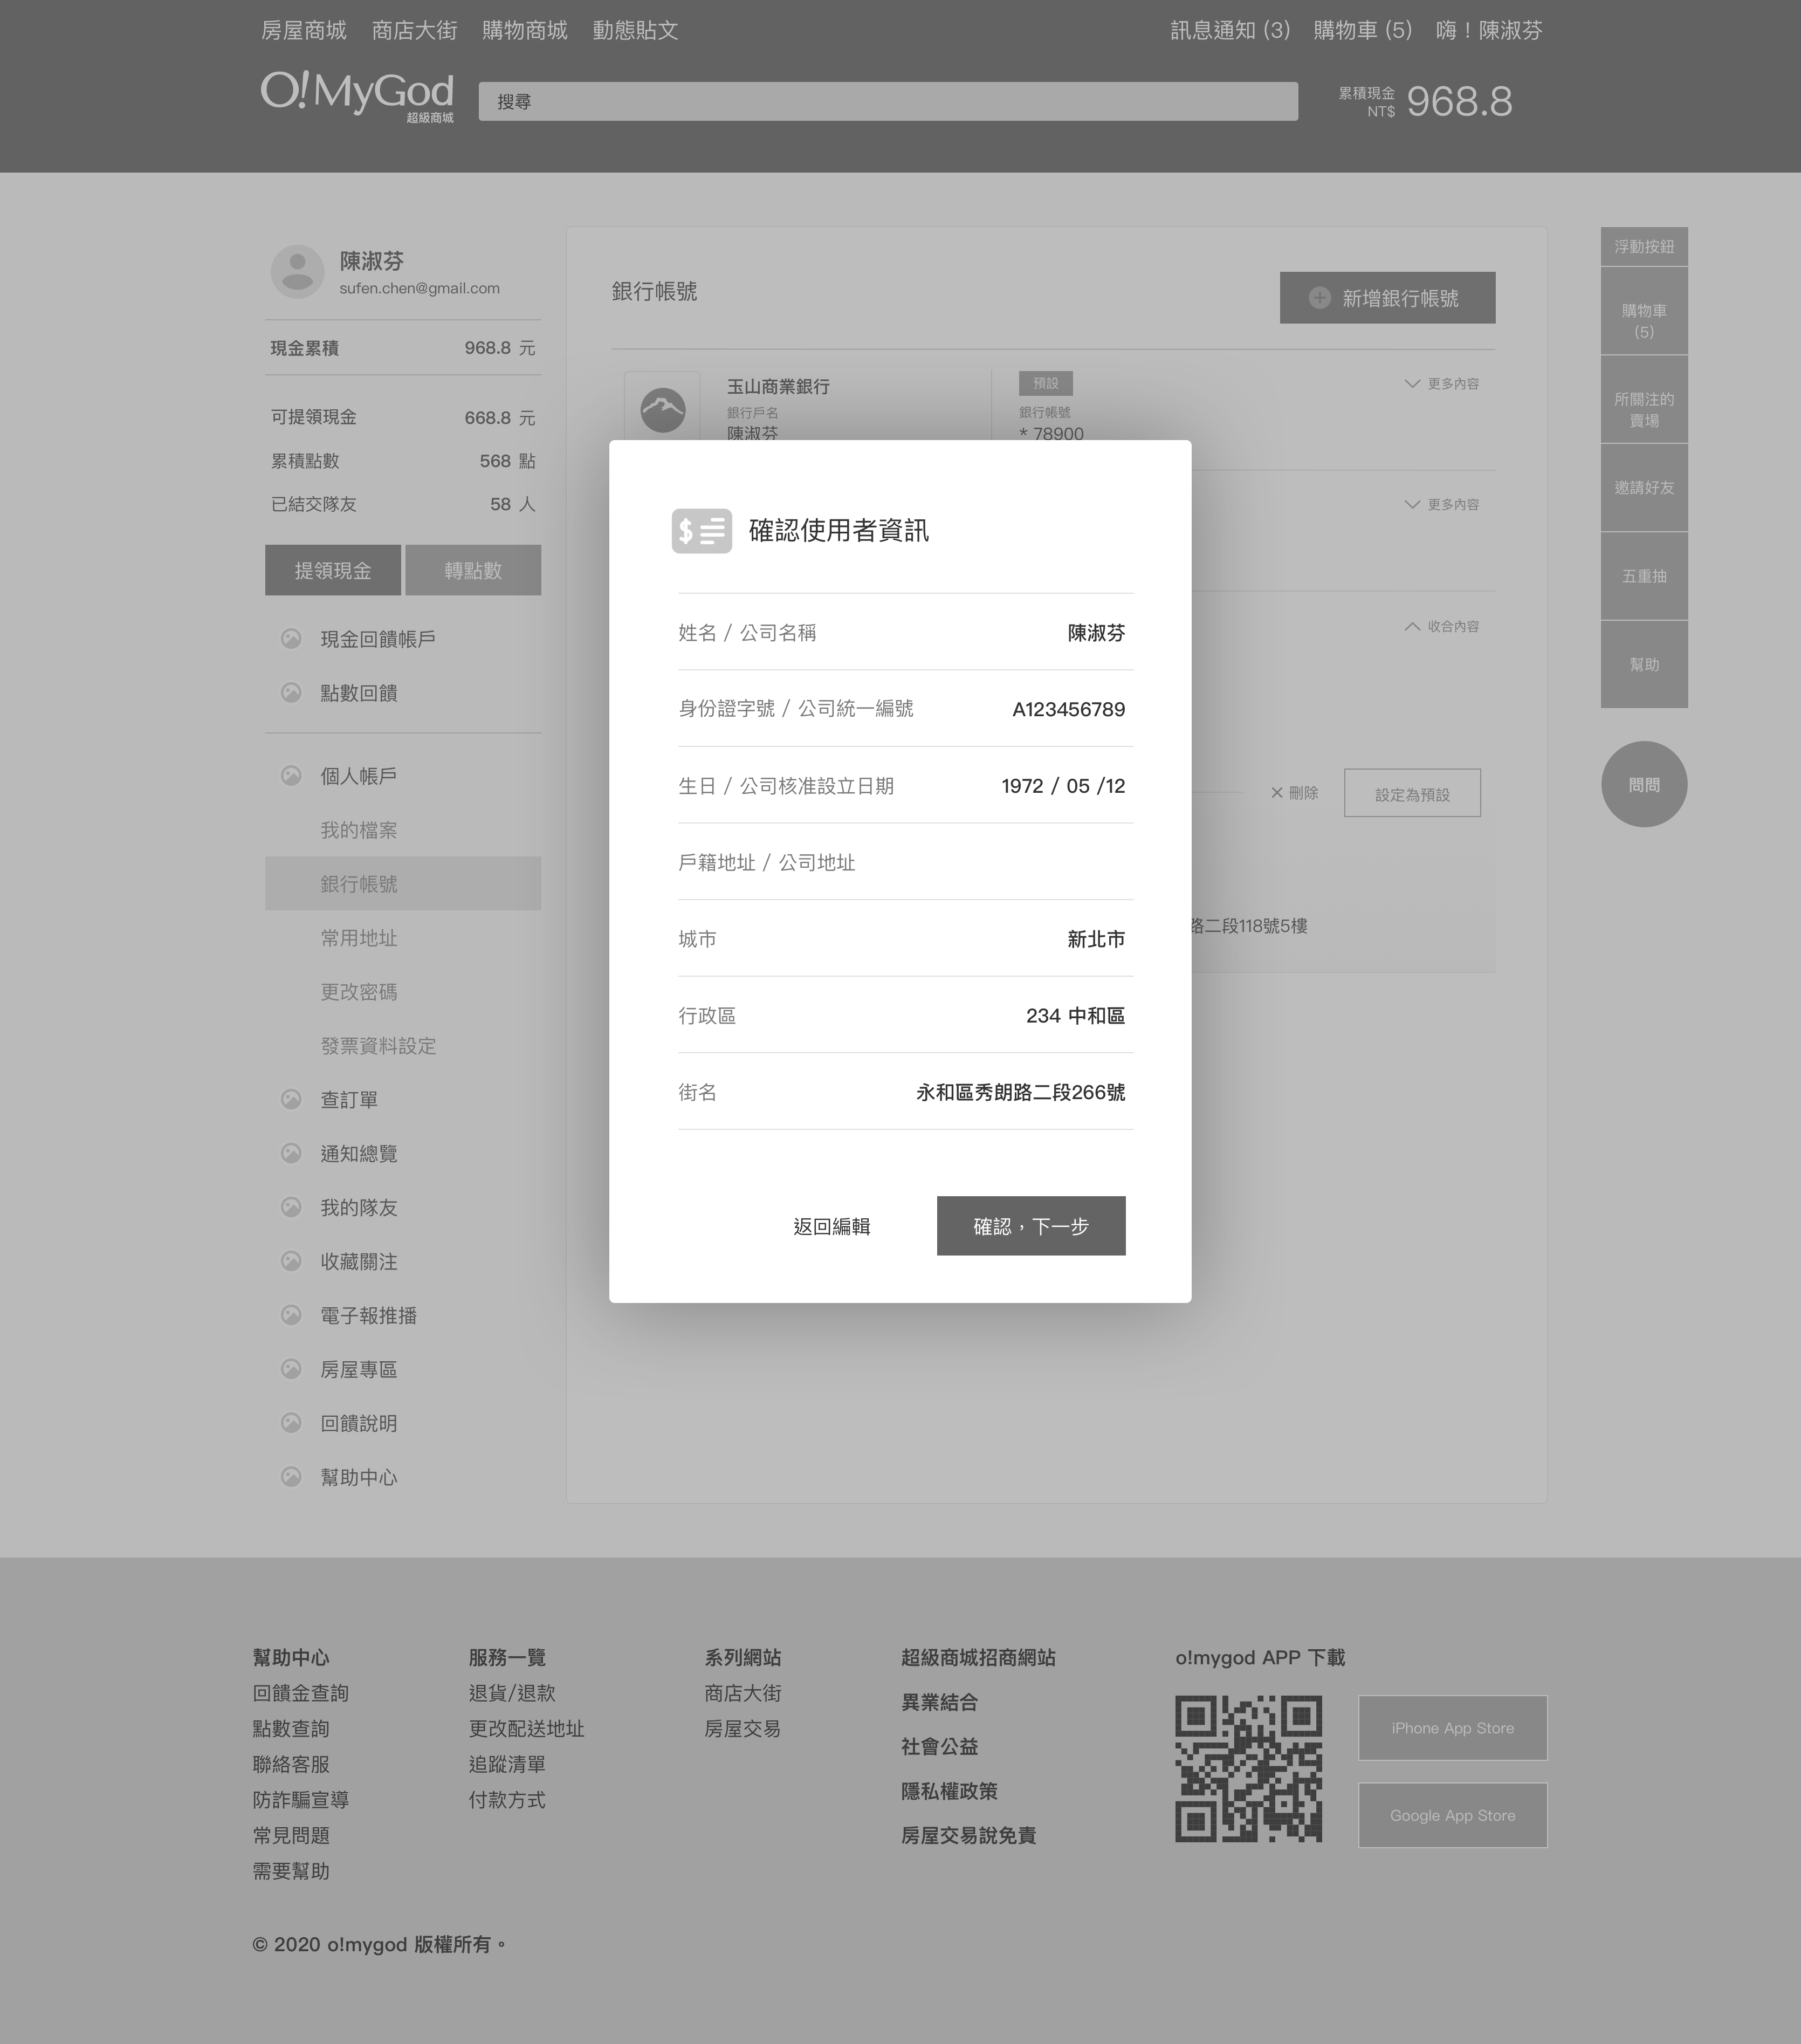 房屋商城 商店大街 購物商城 動態貼文 訊息通知 (3) 購物車 (5) 嗨！陳淑芬
O!MyGod
超級商城
搜尋
累積現金
NT$
968.8
陳淑芬
sufen.chen@gmail.com
現金累積 968.8 元
可提領現金 668.8 元
累積點數 568 點
已結交隊友 58 人
提領現金 轉點數
現金回饋帳戶
點數回饋
個人帳戶
我的檔案
銀行帳號
常用地址
更改密碼
發票資料設定
查訂單
通知總覽
我的隊友
收藏關注
電子報推播
房屋專區
回饋說明
幫助中心
銀行帳號
新增銀行帳號
玉山商業銀行
銀行戶名
陳淑芬
預設
銀行帳號
* 78900
更多內容
更多內容
收合內容
刪除
設定為預設
路二段118號5樓
確認使用者資訊
姓名 / 公司名稱 陳淑芬
身份證字號 / 公司統一編號 A123456789
生日 / 公司核准設立日期 1972 / 05 /12
戶籍地址 / 公司地址
城市 新北市
行政區 234 中和區
街名 永和區秀朗路二段266號
返回編輯 確認，下一步
浮動按鈕
購物車
(5)
所關注的
賣場
邀請好友
五重抽
幫助
問問
幫助中心
回饋金查詢
點數查詢
聯絡客服
防詐騙宣導
常見問題
需要幫助
服務一覽
退貨/退款
更改配送地址
追蹤清單
付款方式
系列網站
商店大街
房屋交易
超級商城招商網站
異業結合
社會公益
隱私權政策
房屋交易說免責
o!mygod APP 下載
iPhone App Store
Google App Store
© 2020 o!mygod 版權所有。